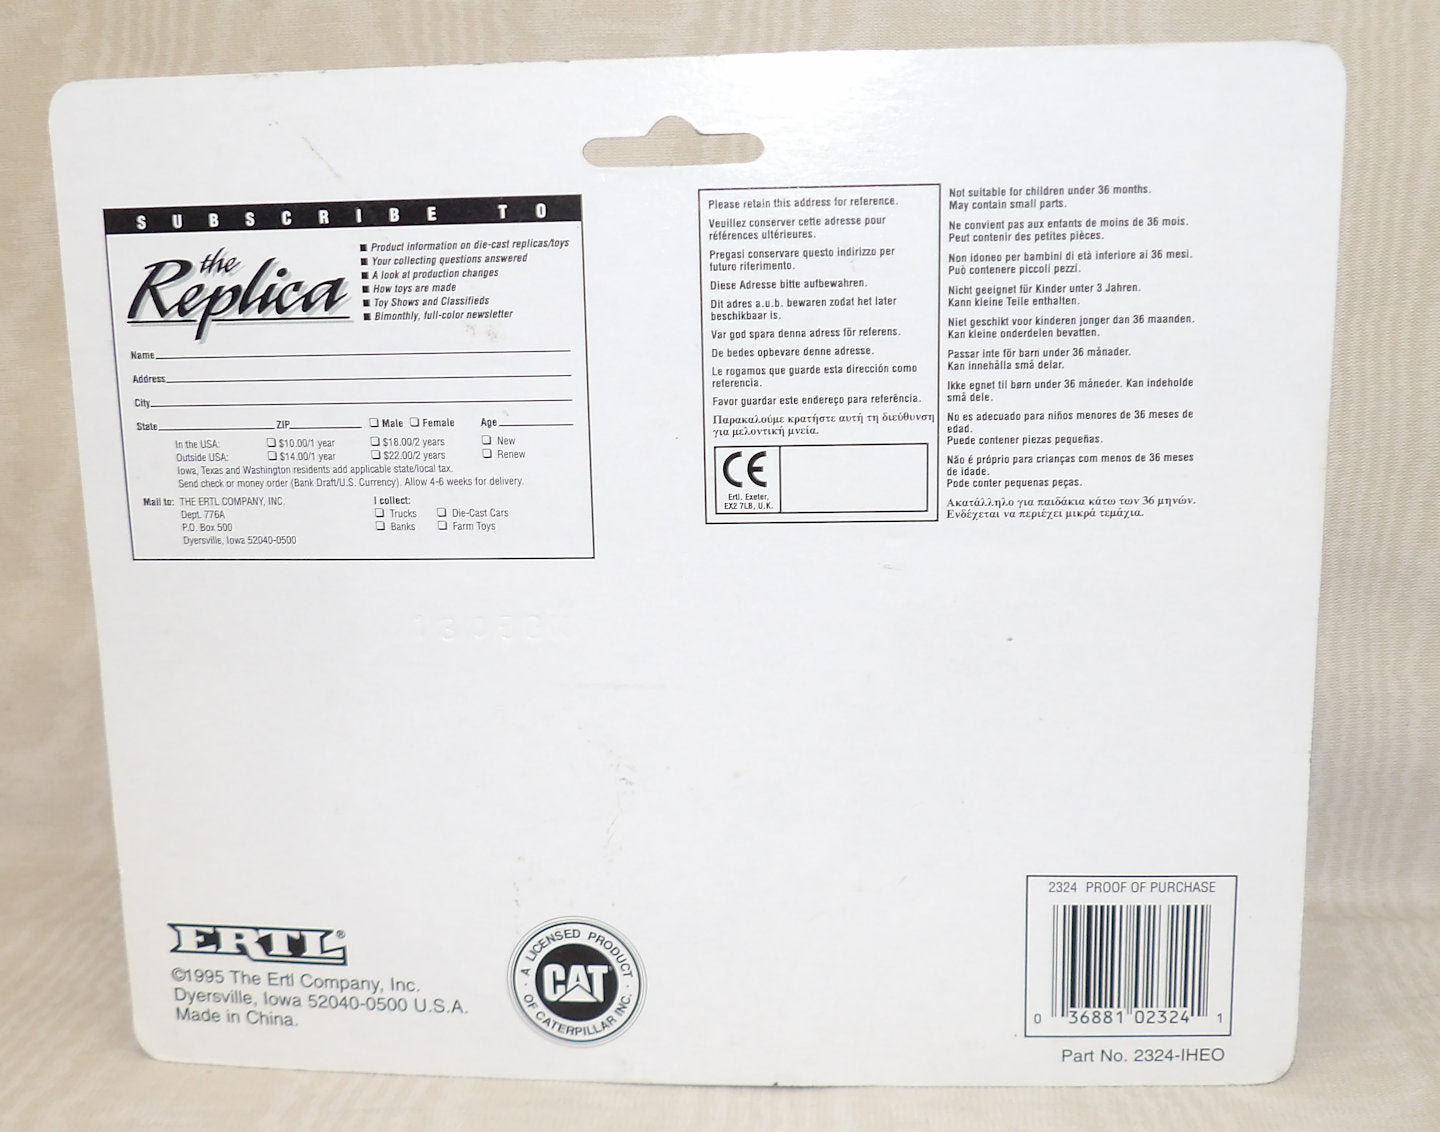 SUBSCRIBE TO
the
Replica
■ Product information on die-cast replicas/toys
■ Your collecting questions answered
■ A look at production changes
■ How toys are made
■ Toy Shows and Classifieds
■ Bimonthly, full-color newsletter
Name
Address
City
State ZIP ❏ Male ❏ Female Age
In the USA: ❏ $10.00/1 year ❏ $18.00/2 years ❏ New
Outside USA: ❏ $14.00/1 year ❏ $22.00/2 years ❏ Renew
Iowa, Texas and Washington residents add applicable state/local tax.
Send check or money order (Bank Draft/U.S. Currency). Allow 4-6 weeks for delivery.
Mail to: THE ERTL COMPANY, INC.
Dept. 776A
P.O. Box 500
Dyersville, Iowa 52040-0500
I collect:
❏ Trucks ❏ Die-Cast Cars
❏ Banks ❏ Farm Toys
Please retain this address for reference.
Veuillez conserver cette adresse pour
références ultérieures.
Pregasi conservare questo indirizzo per
futuro riferimento.
Diese Adresse bitte aufbewahren.
Dit adres a.u.b. bewaren zodat het later
beschikbaar is.
Var god spara denna adress för referens.
De bedes opbevare denne adresse.
Le rogamos que guarde esta dirección como
referencia.
Favor guardar este endereço para referência.
Παρακαλούμε κρατήστε αυτή τη διεύθυνση
για μελοντική μνεία.
CE
Ertl, Exeter,
EX2 7LB, U.K.
Not suitable for children under 36 months.
May contain small parts.
Ne convient pas aux enfants de moins de 36 mois.
Peut contenir des petites pièces.
Non idoneo per bambini di età inferiore ai 36 mesi.
Può contenere piccoli pezzi.
Nicht geeignet für Kinder unter 3 Jahren.
Kann kleine Teile enthalten.
Niet geschikt voor kinderen jonger dan 36 maanden.
Kan kleine onderdelen bevatten.
Passar inte för barn under 36 månader.
Kan innehålla små delar.
Ikke egnet til børn under 36 måneder. Kan indeholde
små dele.
No es adecuado para niños menores de 36 meses de
edad.
Puede contener piezas pequeñas.
Não é próprio para crianças com menos de 36 meses
de idade.
Pode conter pequenas peças.
Ακατάλληλο για παιδάκια κάτω των 36 μηνών.
Ενδέχεται να περιέχει μικρά τεμάχια.
ERTL®
©1995 The Ertl Company, Inc.
Dyersville, Iowa 52040-0500 U.S.A.
Made in China.
· A LICENSED PRODUCT ·
CAT
OF CATERPILLAR INC.
2324 PROOF OF PURCHASE
0 36881 02324 1
Part No. 2324-IHEO